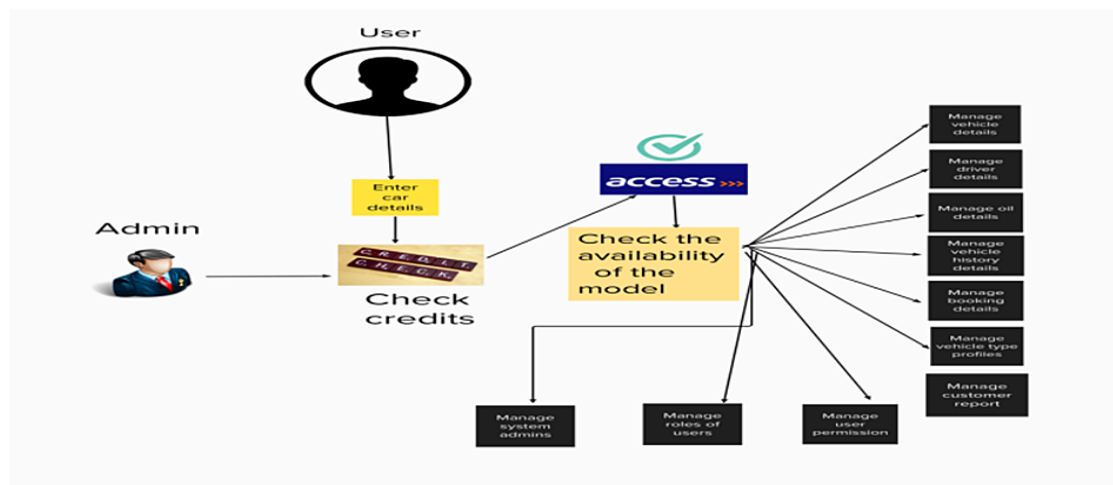 User
Enter
car
details
Admin
CREDIT
CHECK
Check
credits
access >>>
Check the
availability
of the
model
Manage
vehicle
details
Manage
driver
details
Manage oil
details
Manage
vehicle
history
details
Manage
booking
details
Manage
vehicle type
profiles
Manage
customer
report
Manage
system
admins
Manage
roles of
users
Manage
user
permission